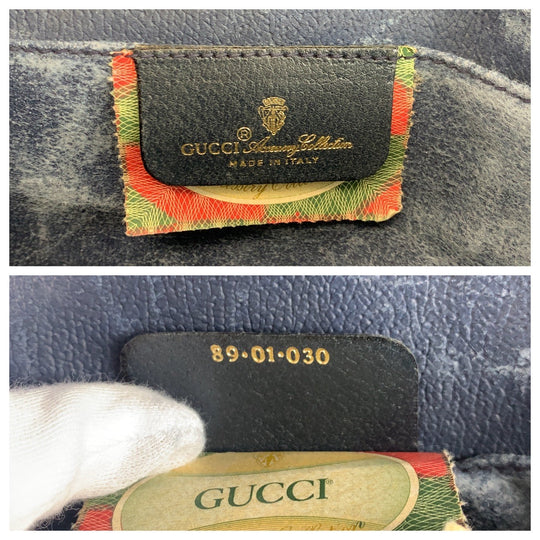 GUCCI® Accessory Collection
MADE IN ITALY
89·01·030
GUCCI®